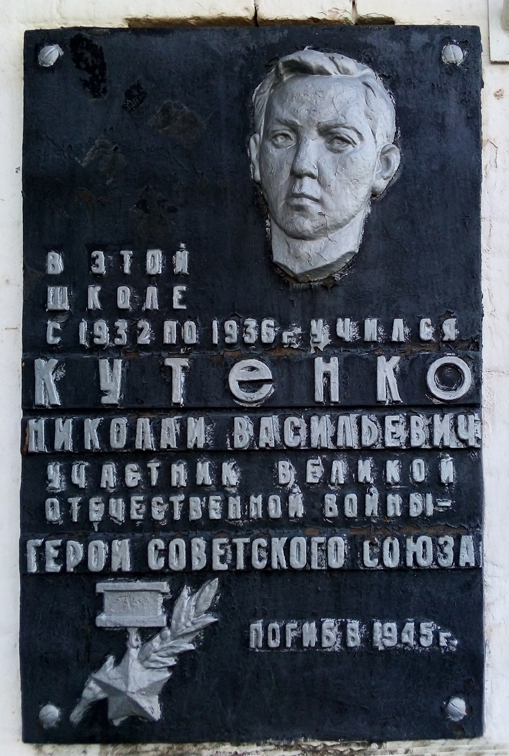 В ЭТОЙ
ШКОЛЕ
С 1932 ПО 1936 г. УЧИЛСЯ
КУТеНКО
НИКОЛАЙ ВАСИЛЬЕВИЧ
УЧАСТНИК ВЕЛИКОЙ
ОТЕЧЕСТВЕННОЙ ВОЙНЫ-
ГЕРОЙ СОВЕТСКОГО СОЮЗА
ПОГИБ В 1945 г.